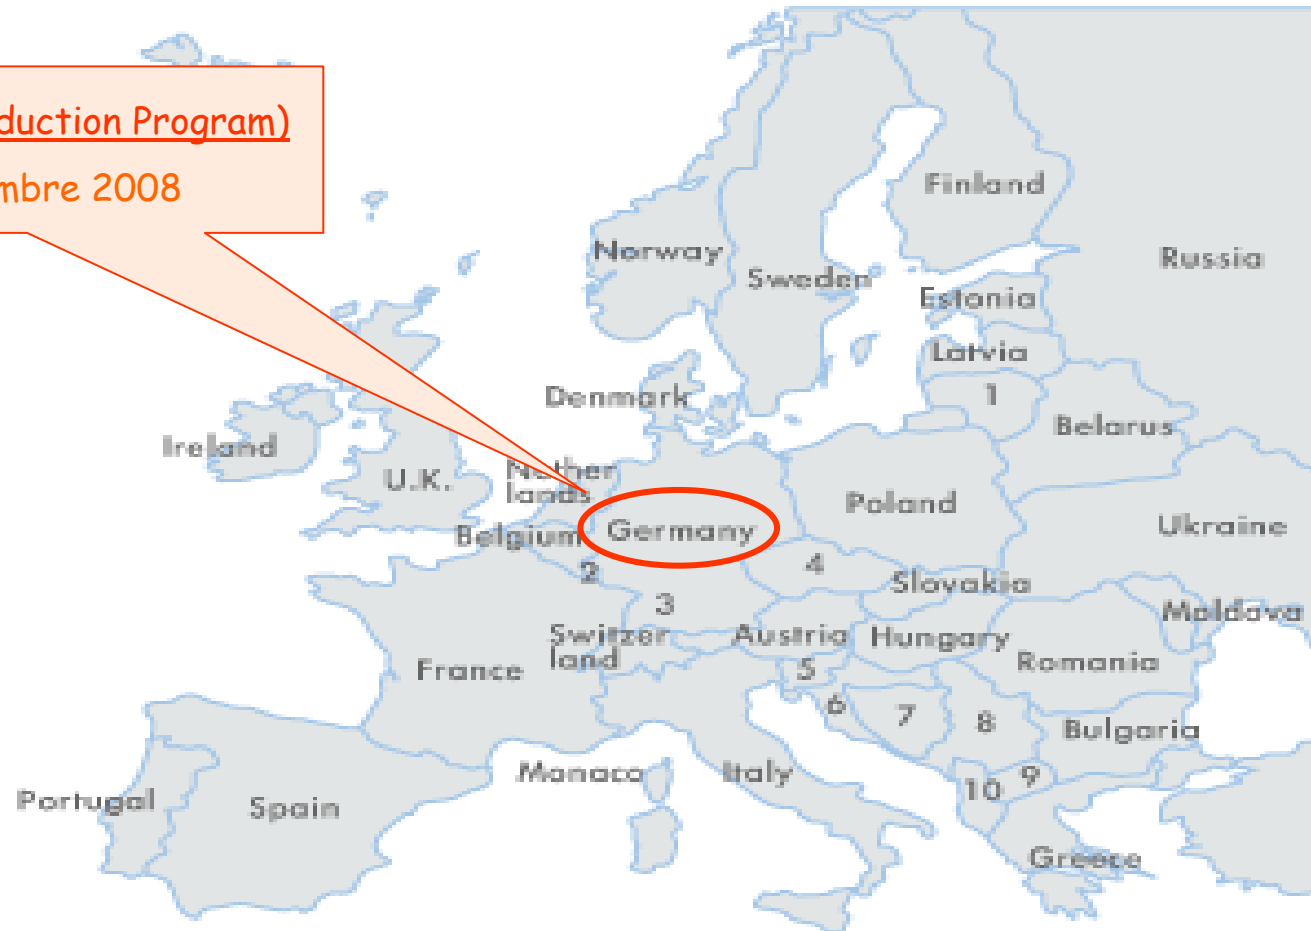 duction Program)
mbre 2008
Finland
Norway
Sweden
Russia
Estonia
Latvia
1
Denmark
Belarus
Ireland
U.K.
Nether
lands
Poland
Belgium
Germany
Ukraine
2
4
Slovakia
3
Moldova
Switzer
land
Austria
Hungary
Romania
France
5
6
7
8
Bulgaria
Monaco
Italy
9
10
Portugal
Spain
Greece